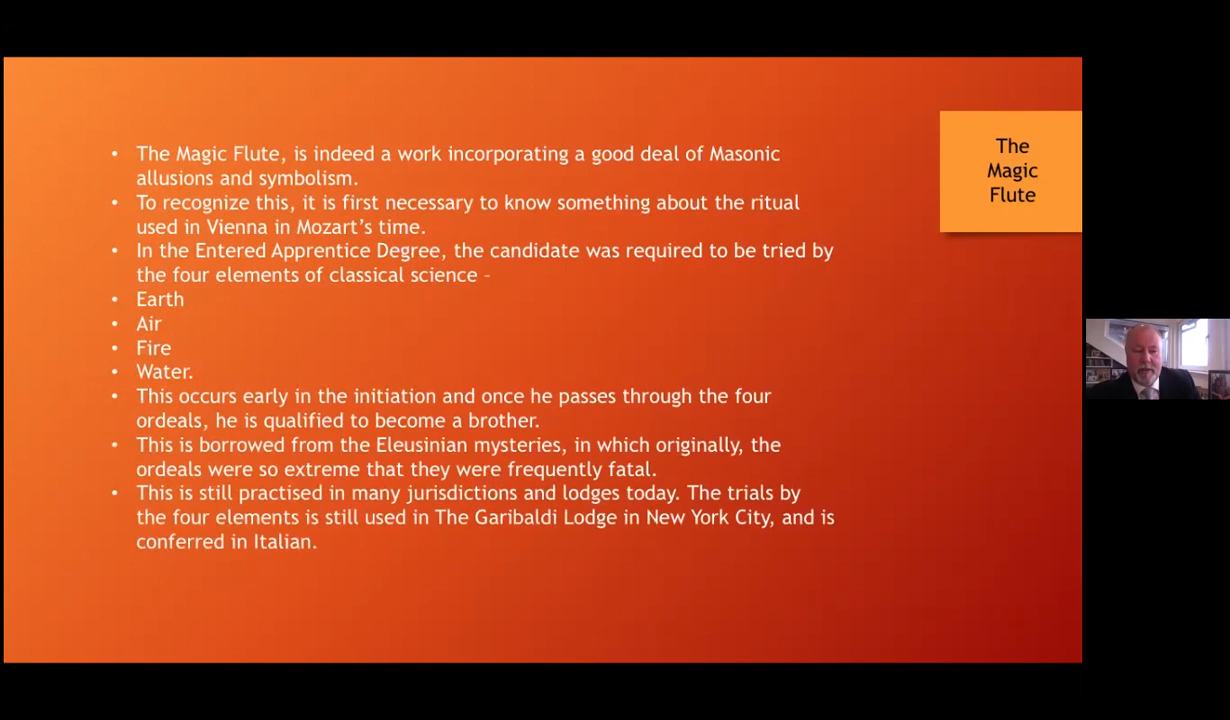 The
Magic
Flute
• The Magic Flute, is indeed a work incorporating a good deal of Masonic
allusions and symbolism.
• To recognize this, it is first necessary to know something about the ritual
used in Vienna in Mozart’s time.
• In the Entered Apprentice Degree, the candidate was required to be tried by
the four elements of classical science –
• Earth
• Air
• Fire
• Water.
• This occurs early in the initiation and once he passes through the four
ordeals, he is qualified to become a brother.
• This is borrowed from the Eleusinian mysteries, in which originally, the
ordeals were so extreme that they were frequently fatal.
• This is still practised in many jurisdictions and lodges today. The trials by
the four elements is still used in The Garibaldi Lodge in New York City, and is
conferred in Italian.